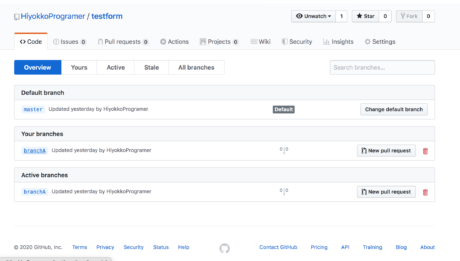 HiyokkoProgramer / testform
Unwatch 1 Star 0 Fork 0
Code Issues 0 Pull requests 0 Actions Projects 0 Wiki Security Insights Settings
Overview Yours Active Stale All branches Search branches...
Default branch
master Updated yesterday by HiyokkoProgramer Default Change default branch
Your branches
branchA Updated yesterday by HiyokkoProgramer 0 0 New pull request
Active branches
branchA Updated yesterday by HiyokkoProgramer 0 0 New pull request
© 2020 GitHub, Inc. Terms Privacy Security Status Help Contact GitHub Pricing API Training Blog About